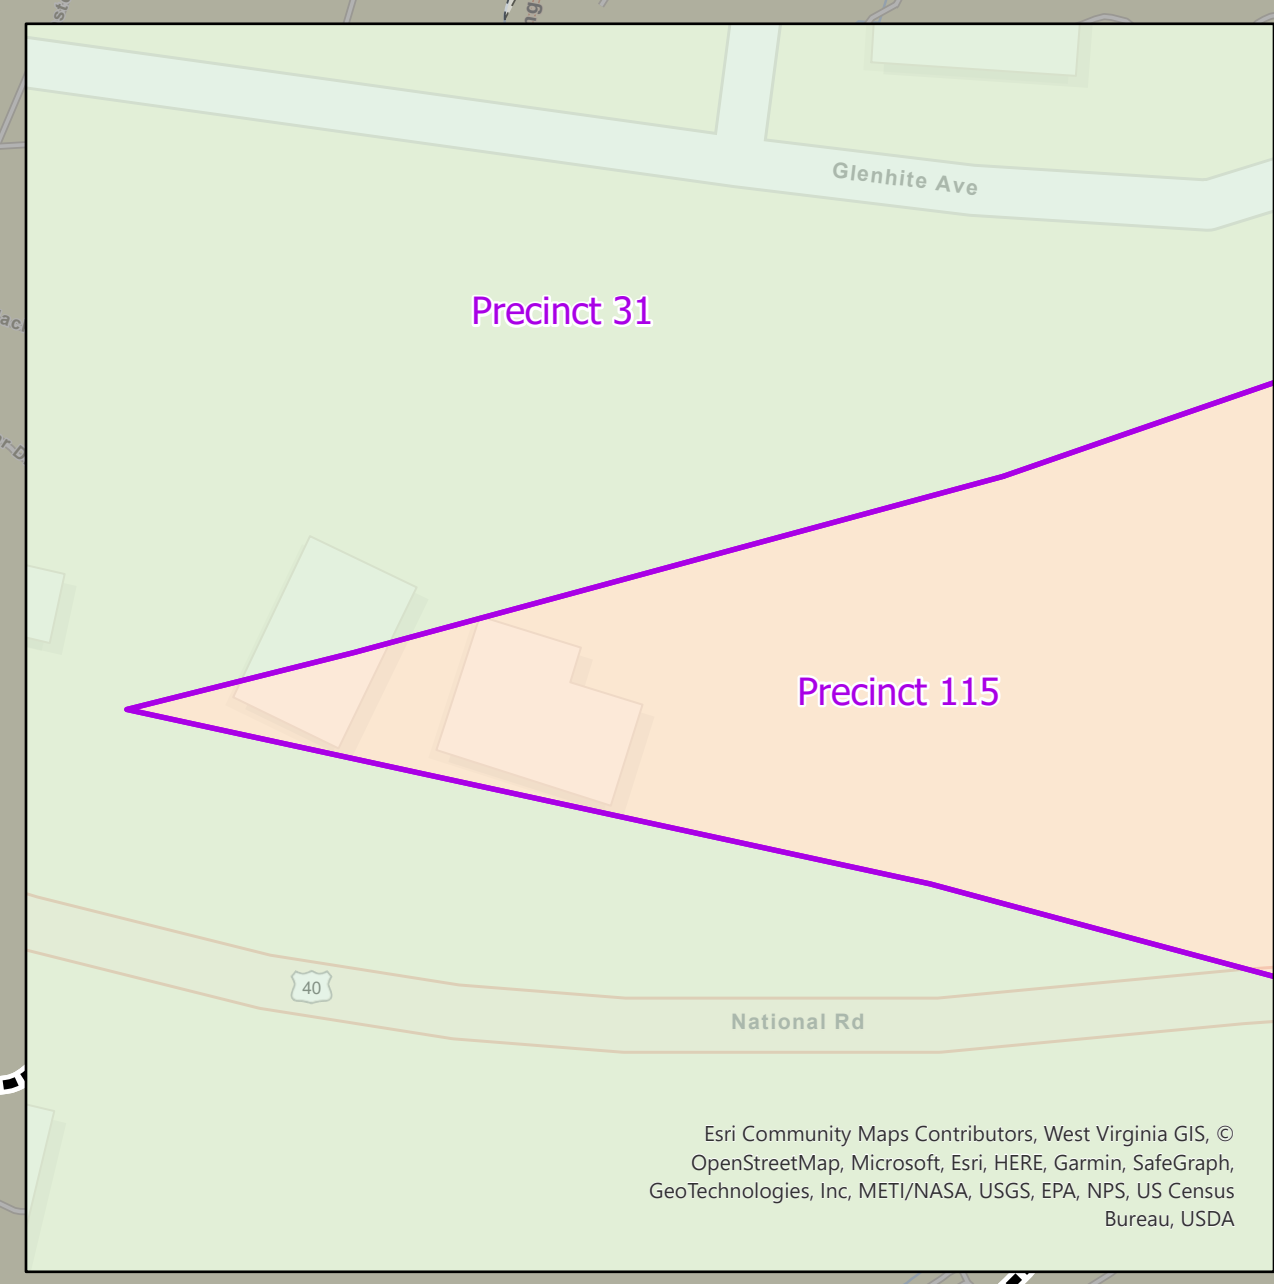 Glenhite Ave
Precinct 31
Precinct 115
40
National Rd
Esri Community Maps Contributors, West Virginia GIS, ©
OpenStreetMap, Microsoft, Esri, HERE, Garmin, SafeGraph,
GeoTechnologies, Inc, METI/NASA, USGS, EPA, NPS, US Census
Bureau, USDA